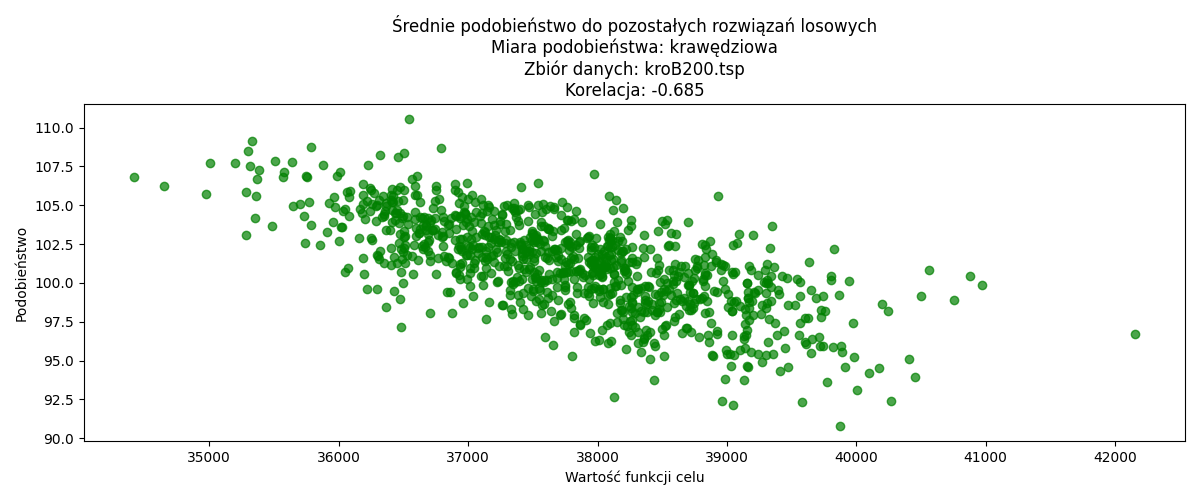 Średnie podobieństwo do pozostałych rozwiązań losowych
Miara podobieństwa: krawędziowa
Zbiór danych: kroB200.tsp
Korelacja: -0.685
Podobieństwo
110.0
107.5
105.0
102.5
100.0
97.5
95.0
92.5
90.0
35000 36000 37000 38000 39000 40000 41000 42000
Wartość funkcji celu